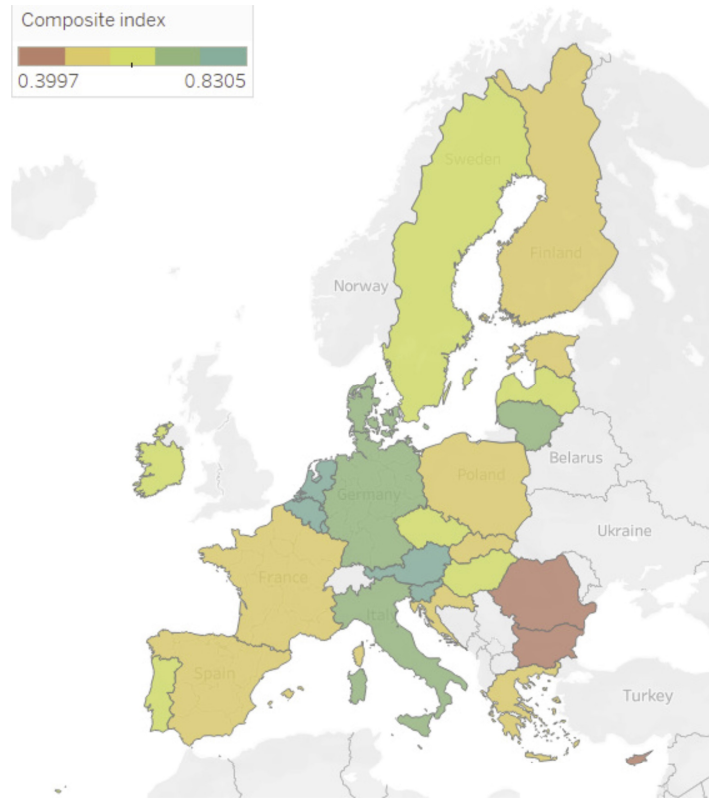 Composite index
0.3997 0.8305
Sweden
Finland
Norway
Belarus
Poland
Germany
Ukraine
France
Italy
Spain
Turkey